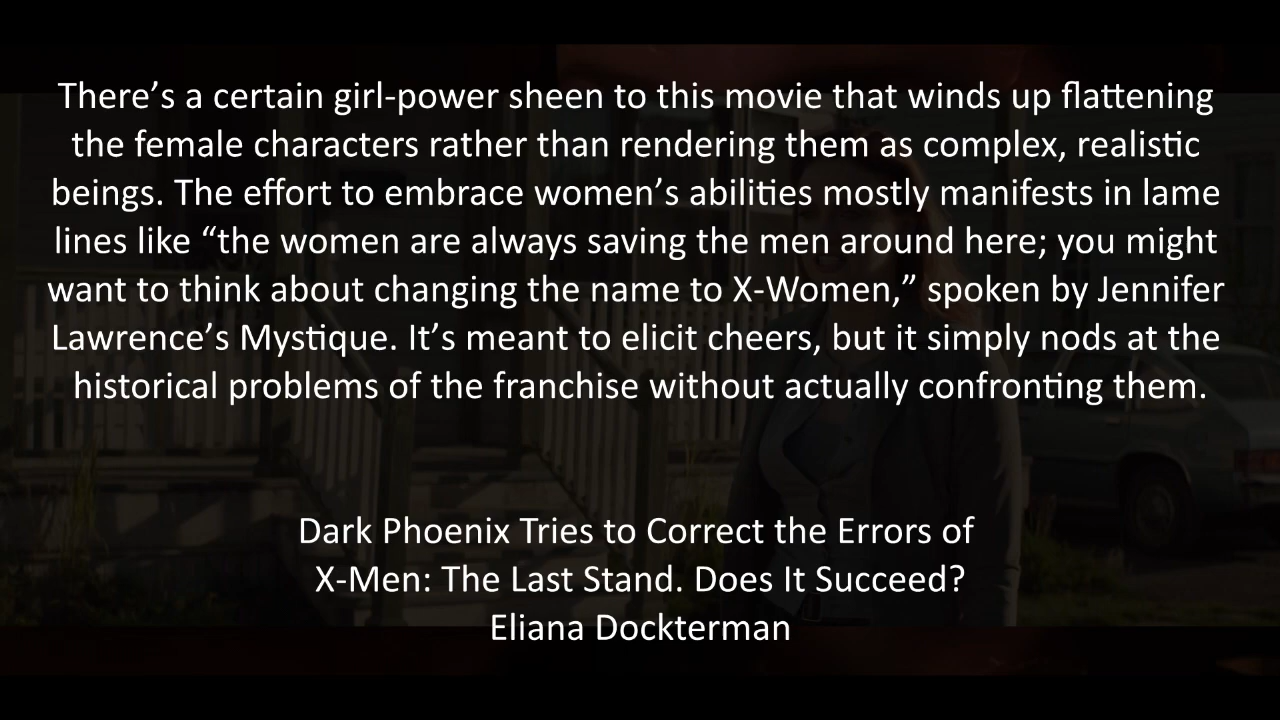 There’s a certain girl-power sheen to this movie that winds up flattening
the female characters rather than rendering them as complex, realistic
beings. The effort to embrace women’s abilities mostly manifests in lame
lines like “the women are always saving the men around here; you might
want to think about changing the name to X-Women,” spoken by Jennifer
Lawrence’s Mystique. It’s meant to elicit cheers, but it simply nods at the
historical problems of the franchise without actually confronting them.
Dark Phoenix Tries to Correct the Errors of
X-Men: The Last Stand. Does It Succeed?
Eliana Dockterman